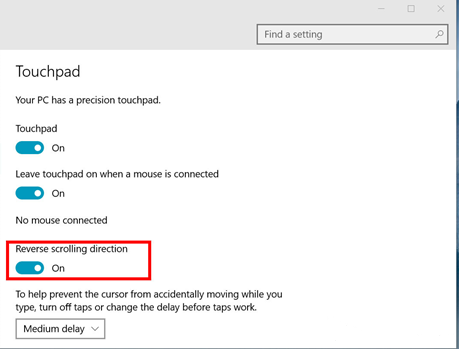 Find a setting
Touchpad
Your PC has a precision touchpad.
Touchpad
On
Leave touchpad on when a mouse is connected
On
No mouse connected
Reverse scrolling direction
On
To help prevent the cursor from accidentally moving while you
type, turn off taps or change the delay before taps work.
Medium delay